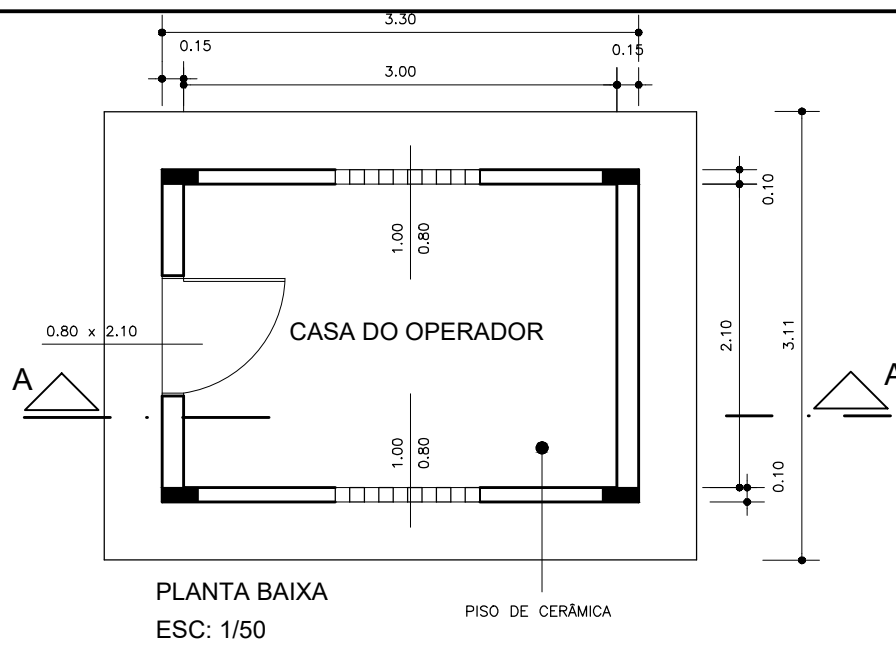 3.30
0.15
0.15
3.00
0.10
1.00
0.80
0.80 x 2.10
CASA DO OPERADOR
2.10
3.11
A
A
1.00
0.80
0.10
PLANTA BAIXA
PISO DE CERÂMICA
ESC: 1/50